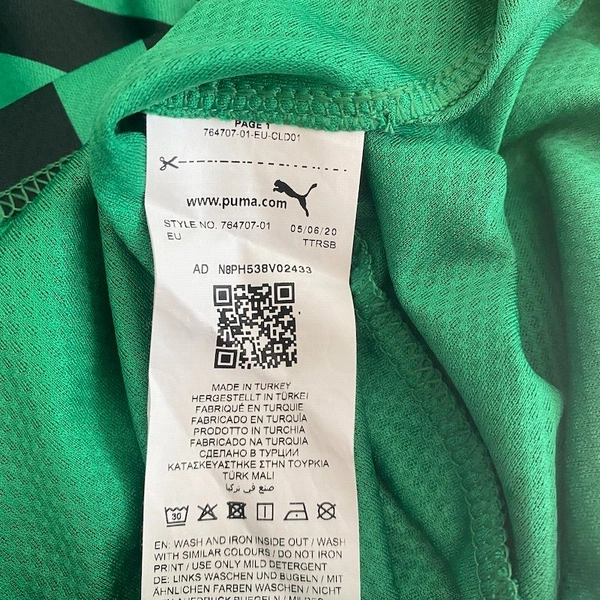 PAGE 1
764707-01-EU-CLD01
www.puma.com
STYLE NO. 764707-01 05/06/20
EU TTRSB
AD N8PH538V02433
MADE IN TURKEY
HERGESTELLT IN TÜRKEI
FABRIQUÉ EN TURQUIE
FABRICADO EN TURQUÍA
PRODOTTO IN TURCHIA
FABRICADO NA TURQUIA
СДЕЛАНО В ТУРЦИИ
ΚΑΤΑΣΚΕΥΑΣΤΗΚΕ ΣΤΗΝ ΤΟΥΡΚΙΑ
TÜRK MALI
صنع في تركيا
30
EN: WASH AND IRON INSIDE OUT / WASH
WITH SIMILAR COLOURS / DO NOT IRON
PRINT / USE ONLY MILD DETERGENT
DE: LINKS WASCHEN UND BÜGELN / MIT
ÄHNLICHEN FARBEN WASCHEN / NICHT